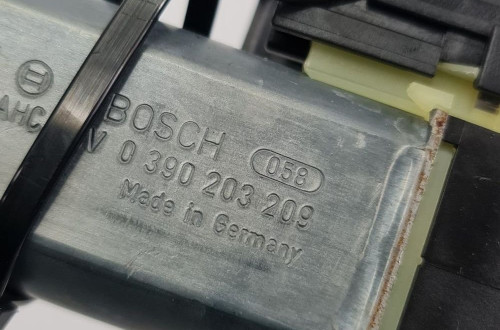 BOSCH 058
AHC V 0 390 203 209
Made in Germany